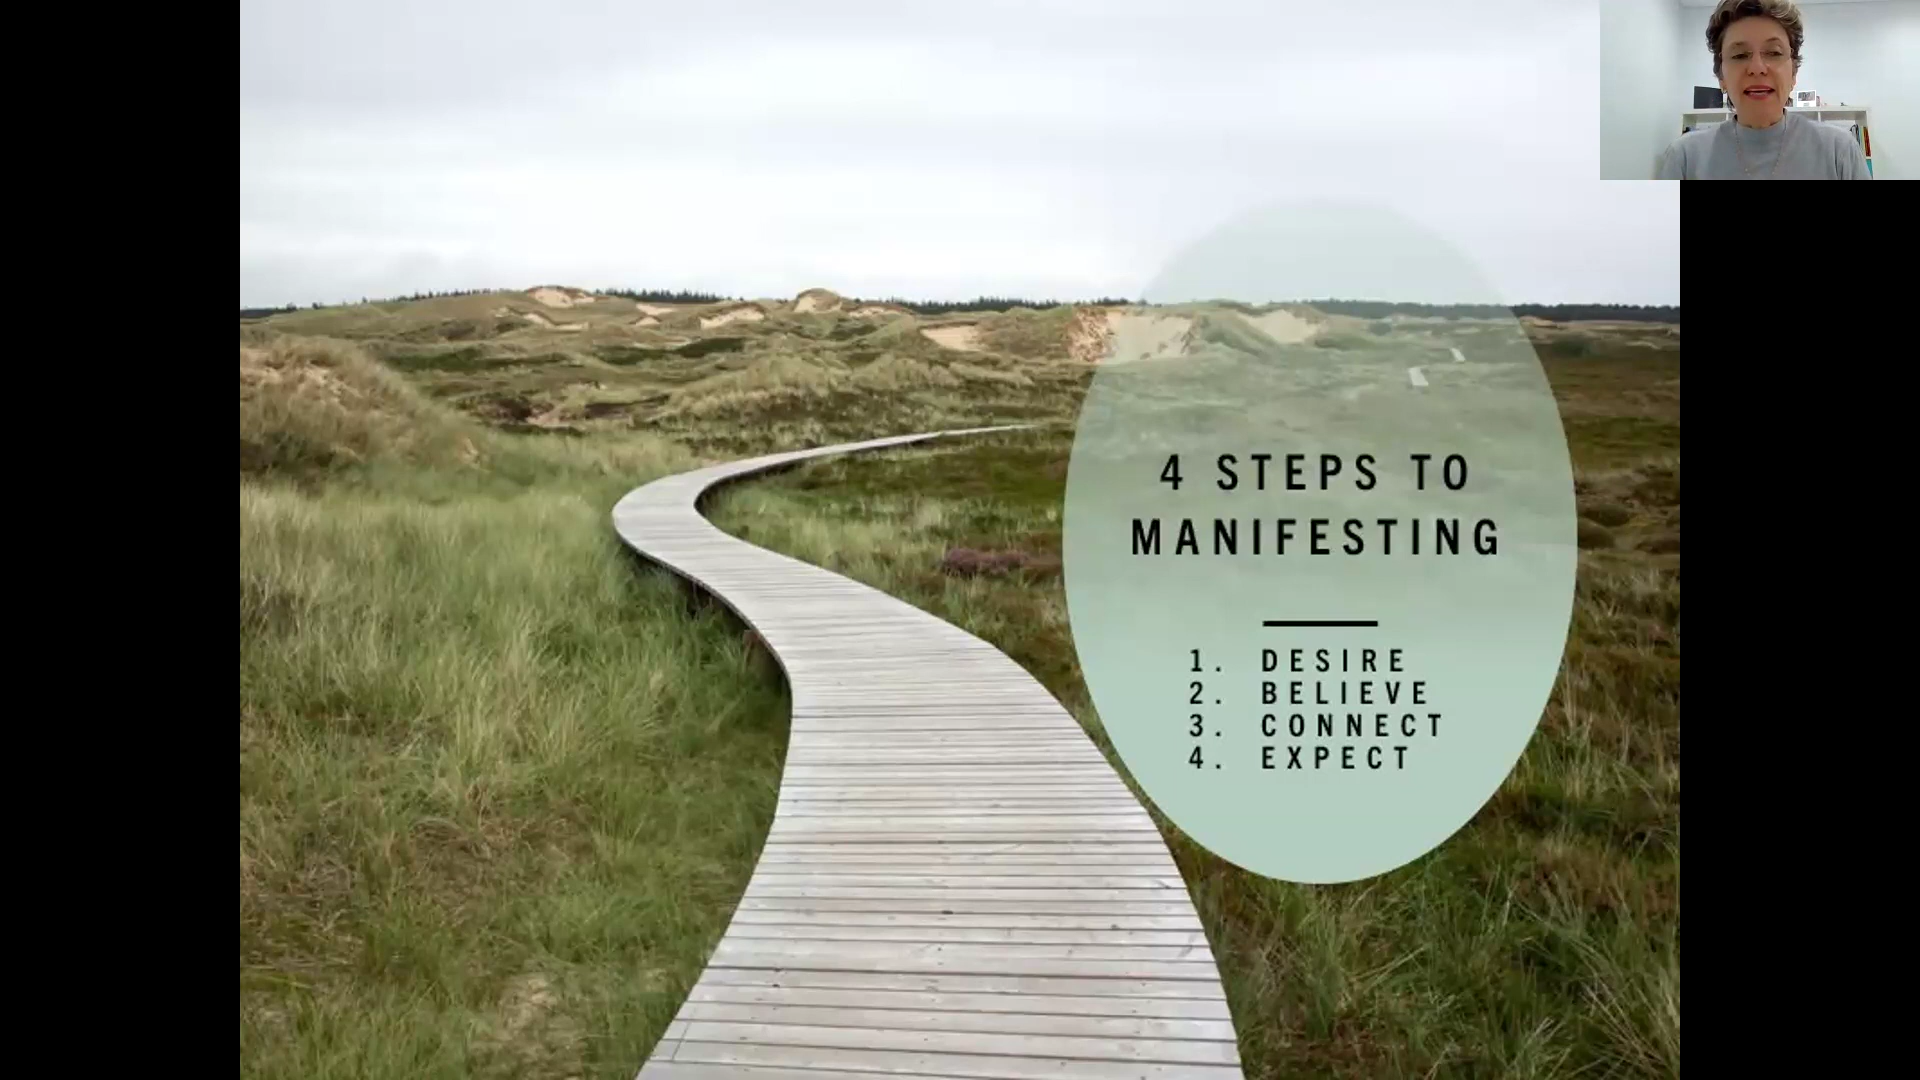 4 STEPS TO
MANIFESTING
1. DESIRE
2. BELIEVE
3. CONNECT
4. EXPECT